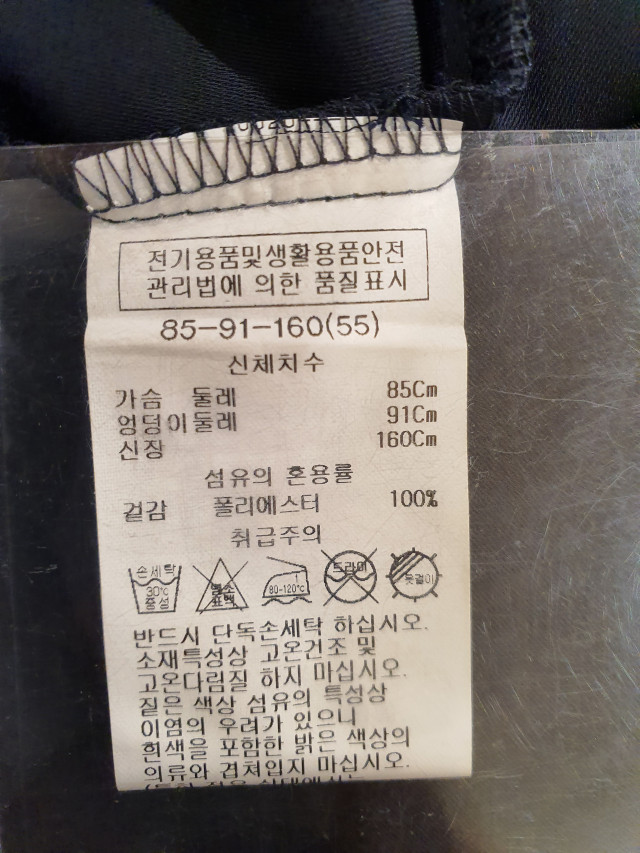 전기용품및생활용품안전
관리법에 의한 품질표시
85-91-160(55)
신체치수
가슴 둘레 85Cm
엉덩이둘레 91Cm
신장 160Cm
섬유의 혼용률
겉감 폴리에스터 100%
취급주의
손세탁
30℃
중성
염소
표백
80-120℃
드라이
옷걸이
반드시 단독손세탁 하십시오.
소재특성상 고온건조 및
고온다림질 하지 마십시오.
짙은 색상 섬유의 특성상
이염의 우려가 있으니
흰색을 포함한 밝은 색상의
의류와 겹쳐입지 마십시오.